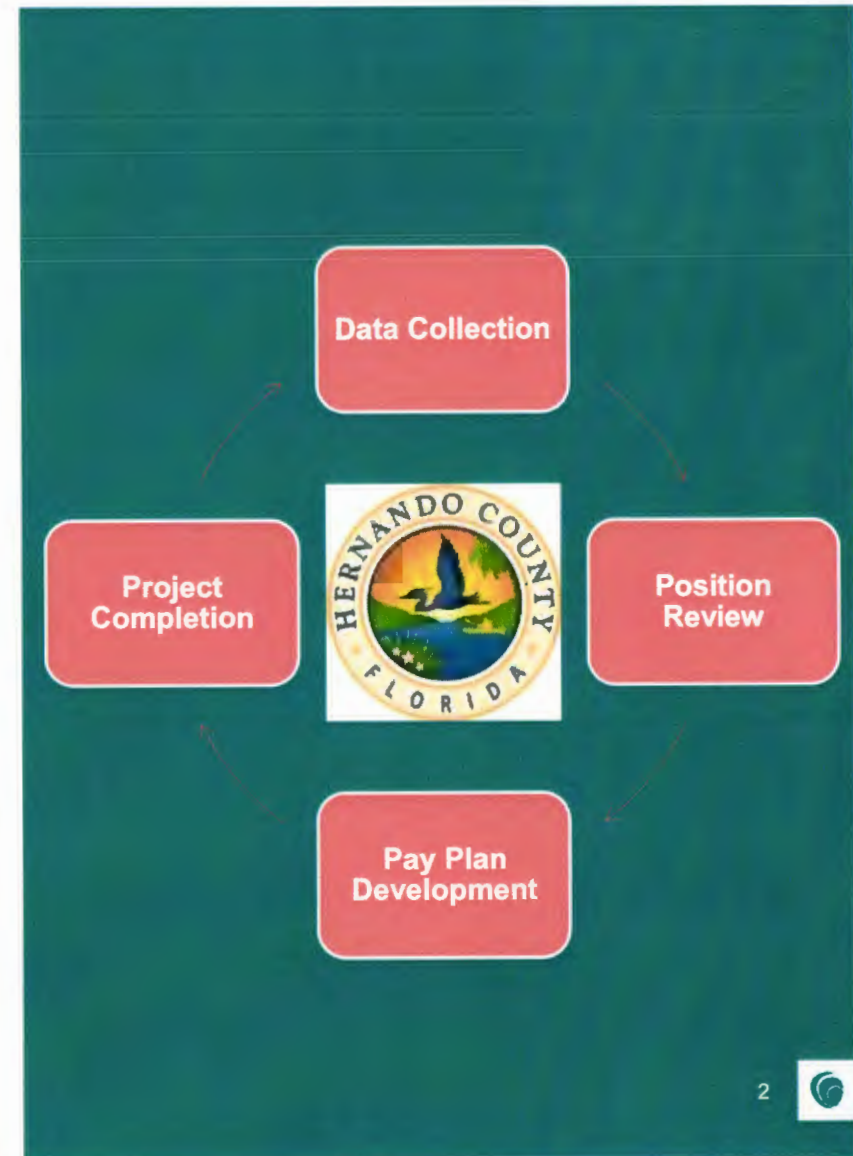 Data Collection
HERNANDO COUNTY
FLORIDA
Project
Completion
Position
Review
Pay Plan
Development
2